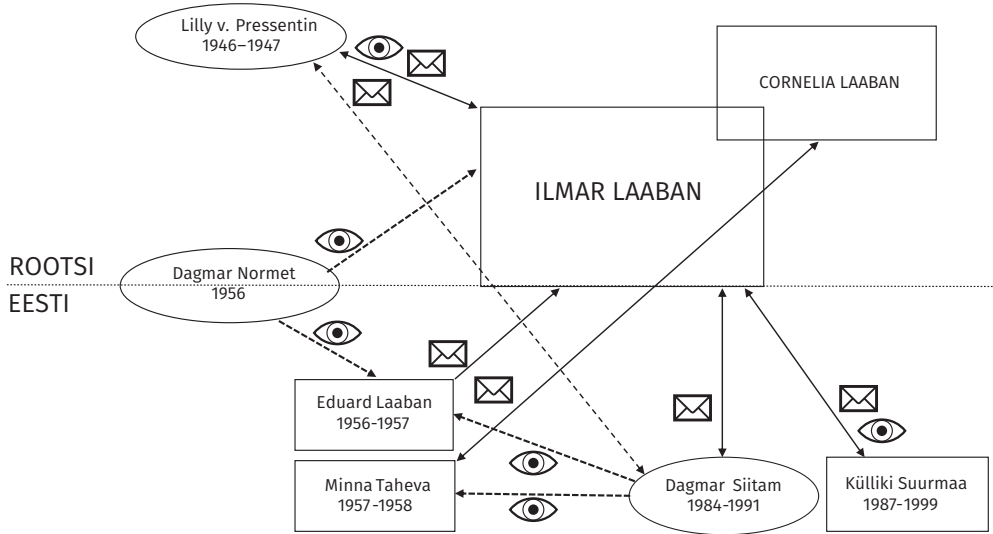 Lilly v. Pressentin
1946–1947
CORNELIA LAABAN
ILMAR LAABAN
ROOTSI
EESTI
Dagmar Normet
1956
Eduard Laaban
1956-1957
Minna Taheva
1957-1958
Dagmar Siitam
1984-1991
Külliki Suurmaa
1987-1999